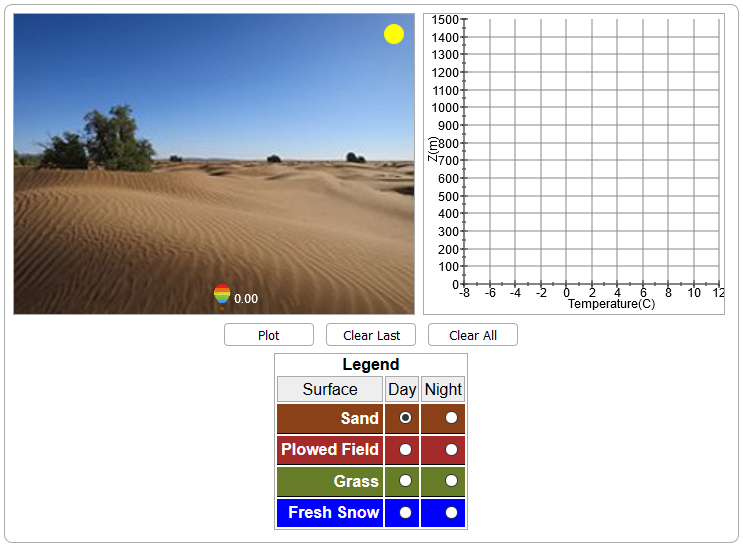 0.00
1500
1400
1300
1200
1100
1000
900
800
700
600
500
400
300
200
100
0
Z(m)
-8 -6 -4 -2 0 2 4 6 8 10 12
Temperature(C)
Plot Clear Last Clear All
Legend
Surface Day Night
Sand
Plowed Field
Grass
Fresh Snow